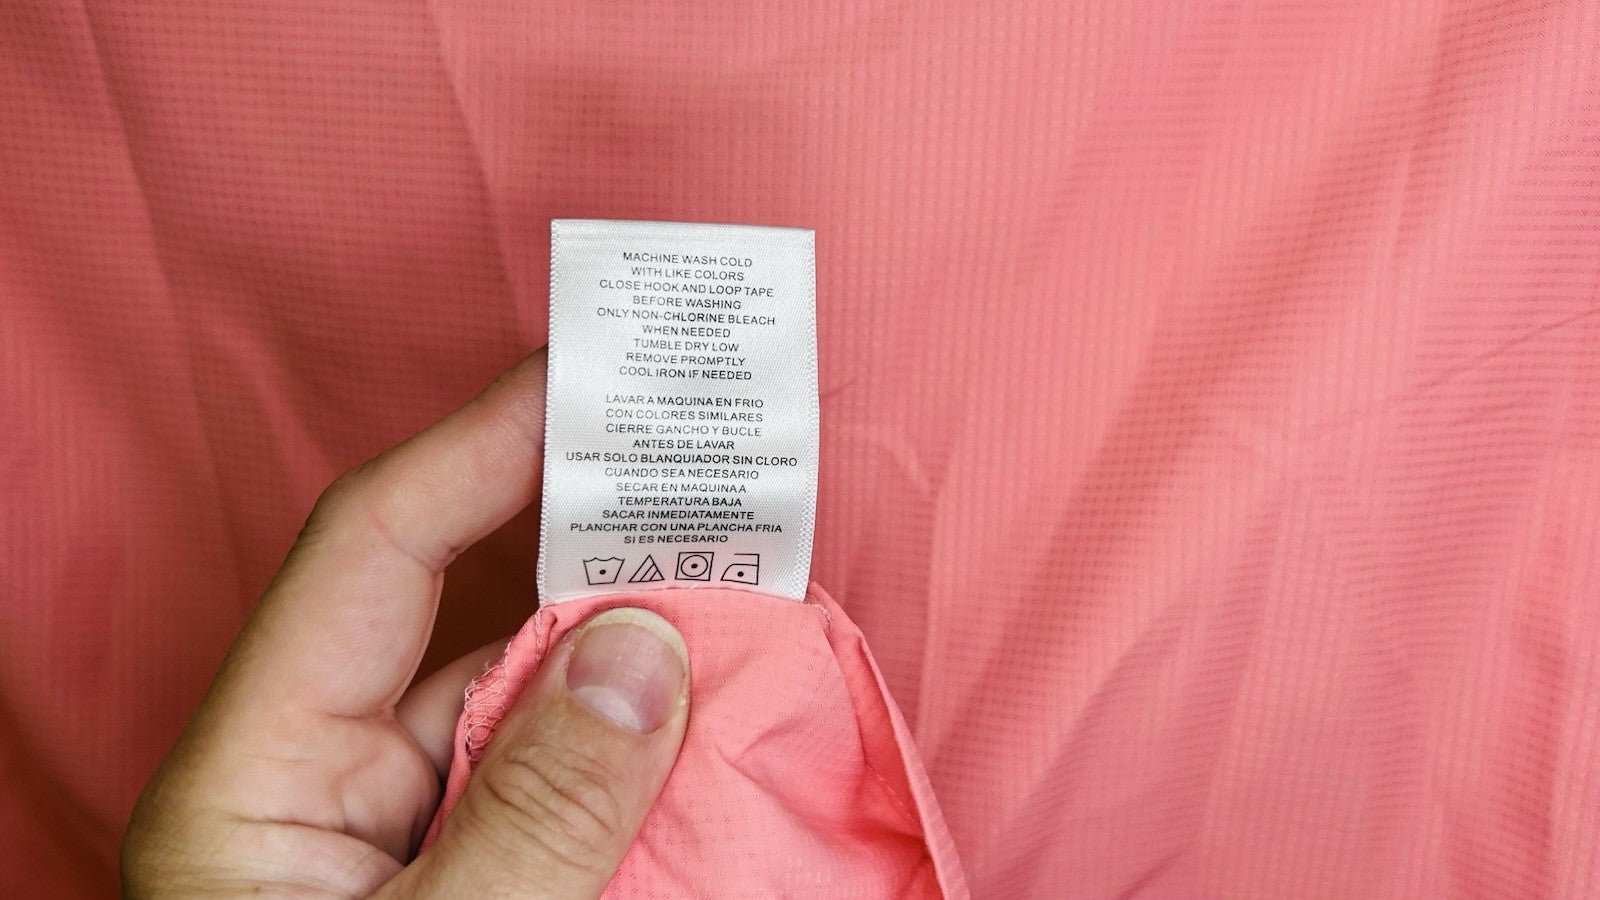 MACHINE WASH COLD
WITH LIKE COLORS
CLOSE HOOK AND LOOP TAPE
BEFORE WASHING
ONLY NON-CHLORINE BLEACH
WHEN NEEDED
TUMBLE DRY LOW
REMOVE PROMPTLY
COOL IRON IF NEEDED
LAVAR A MAQUINA EN FRIO
CON COLORES SIMILARES
CIERRE GANCHO Y BUCLE
ANTES DE LAVAR
USAR SOLO BLANQUIADOR SIN CLORO
CUANDO SEA NECESARIO
SECAR EN MAQUINA A
TEMPERATURA BAJA
SACAR INMEDIATAMENTE
PLANCHAR CON UNA PLANCHA FRIA
SI ES NECESARIO